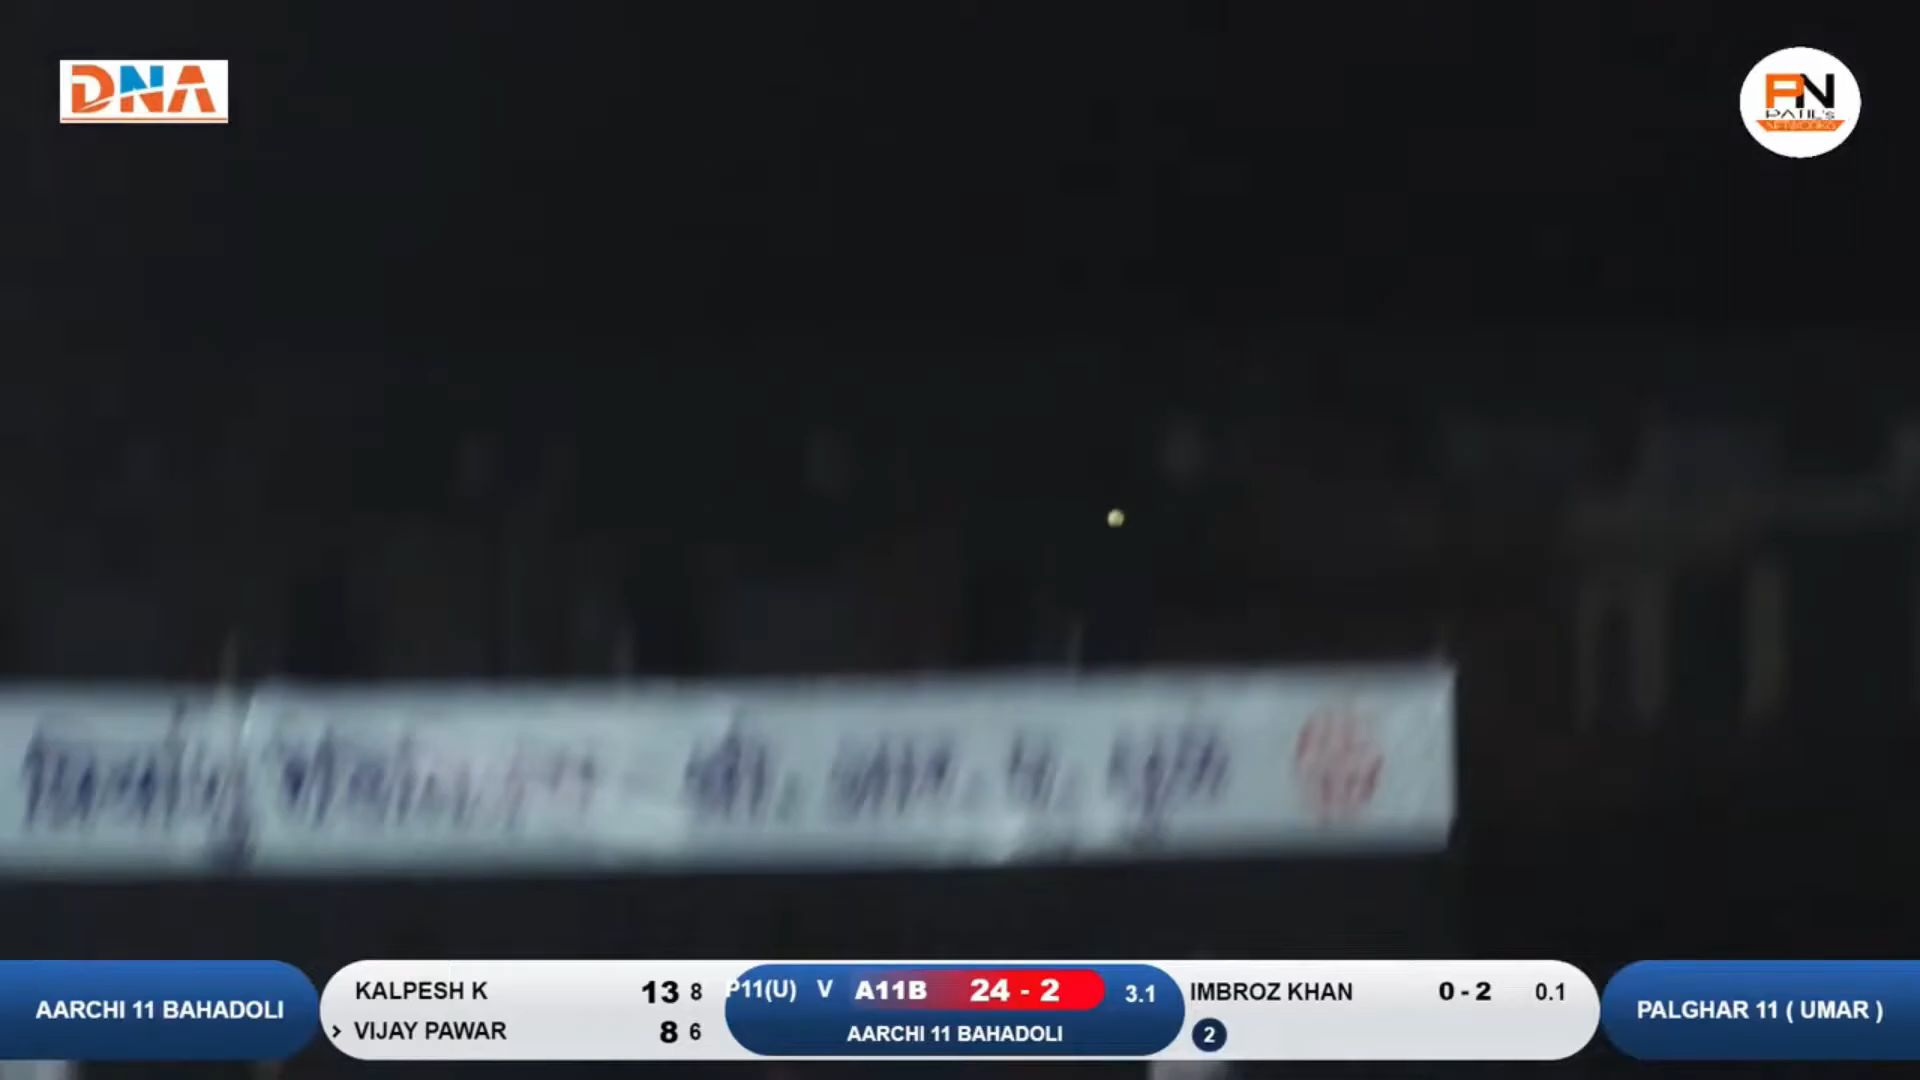 DNA
PN
PATIL's
NETWORKS
AARCHI 11 BAHADOLI
KALPESH K 13 8
> VIJAY PAWAR 8 6
P11(U) V A11B 24 - 2 3.1
AARCHI 11 BAHADOLI
IMBROZ KHAN 0 - 2 0.1
2
PALGHAR 11 ( UMAR )